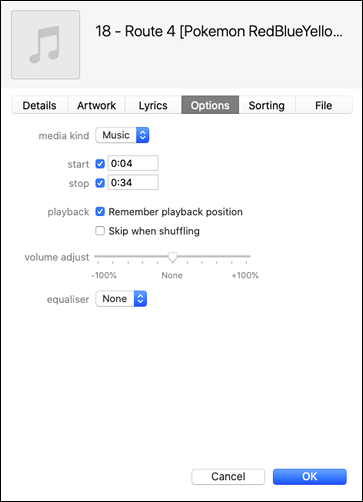 18 - Route 4 [Pokemon RedBlueYello...
Details Artwork Lyrics Options Sorting File
media kind Music
start 0:04
stop 0:34
playback Remember playback position
Skip when shuffling
volume adjust
-100% None +100%
equaliser None
Cancel OK